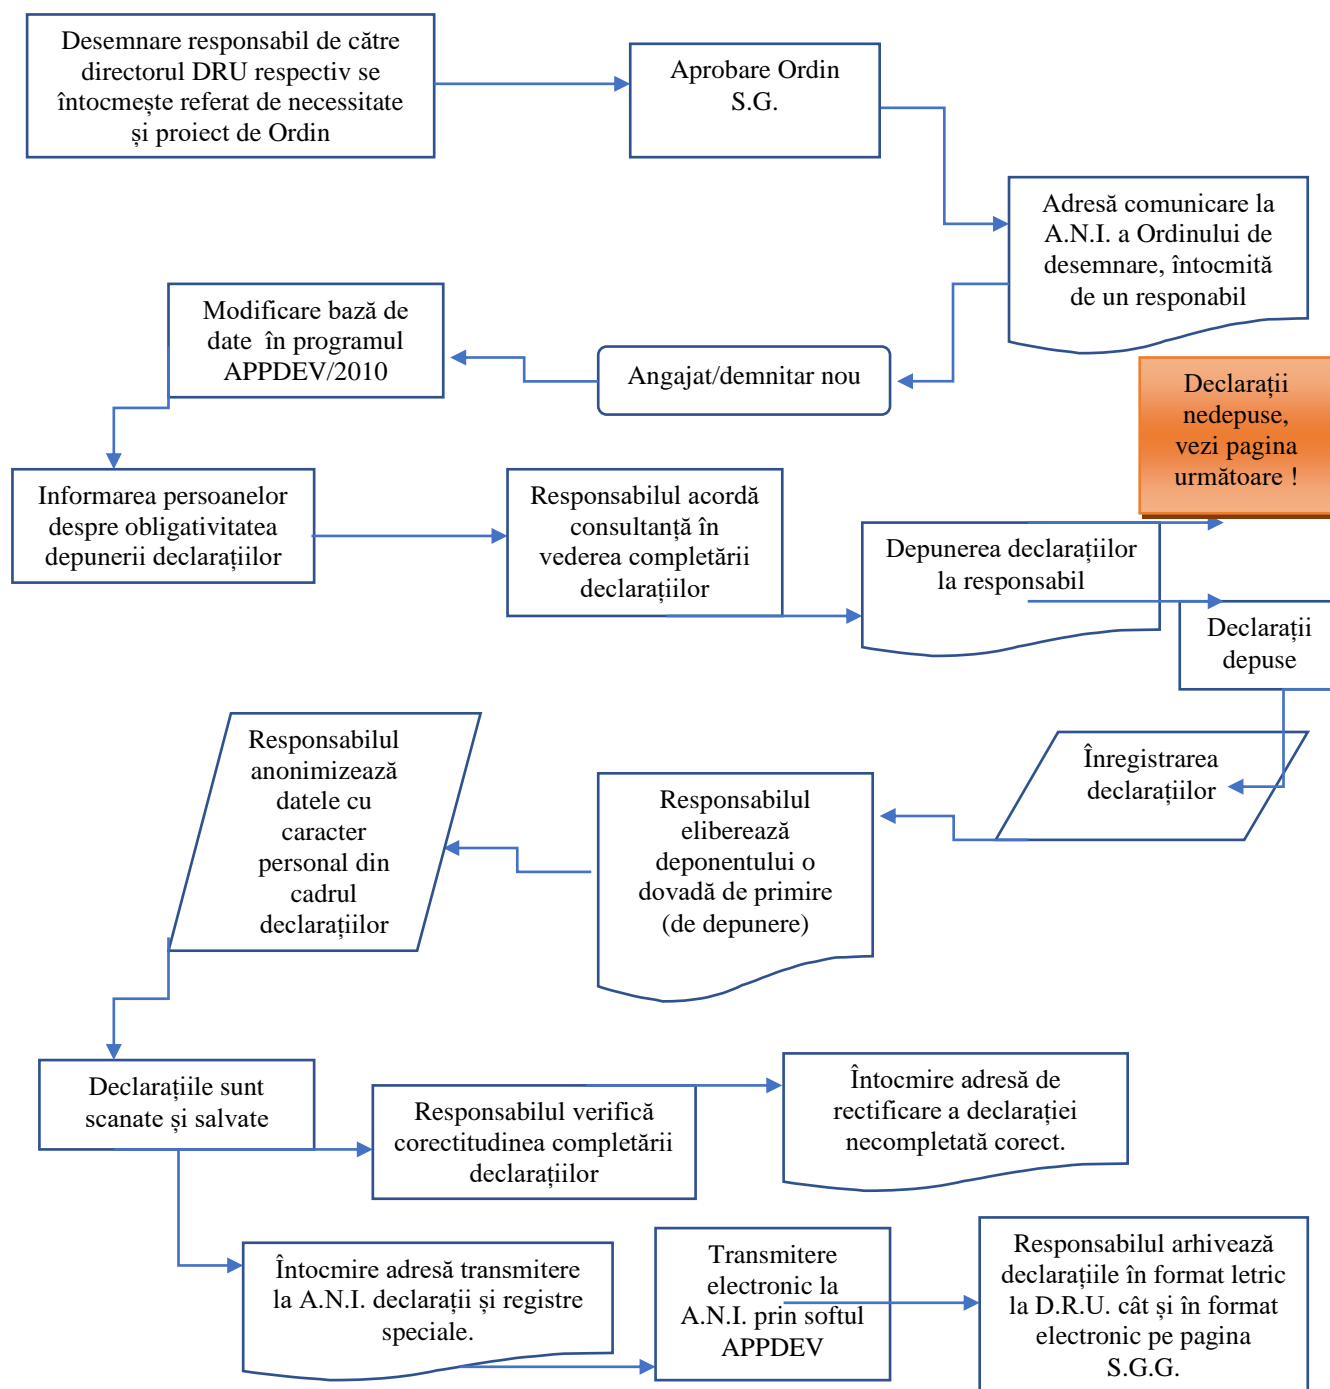 Desemnare responsabil de către
directorul DRU respectiv se
întocmește referat de necessitate
și proiect de Ordin
Aprobare Ordin
S.G.
Adresă comunicare la
A.N.I. a Ordinului de
desemnare, întocmită
de un responabil
Modificare bază de
date în programul
APPDEV/2010
Angajat/demnitar nou
Declarații
nedepuse,
vezi pagina
următoare !
Informarea persoanelor
despre obligativitatea
depunerii declarațiilor
Responsabilul acordă
consultanță în
vederea completării
declarațiilor
Depunerea declarațiilor
la responsabil
Declarații
depuse
Responsabilul
anonimizează
datele cu
caracter
personal din
cadrul
declarațiilor
Responsabilul
eliberează
deponentului o
dovadă de primire
(de depunere)
Înregistrarea
declarațiilor
Declarațiile sunt
scanate și salvate
Responsabilul verifică
corectitudinea completării
declarațiilor
Întocmire adresă de
rectificare a declarației
necompletată corect.
Întocmire adresă transmitere
la A.N.I. declarații și registre
speciale.
Transmitere
electronic la
A.N.I. prin softul
APPDEV
Responsabilul arhivează
declarațiile în format letric
la D.R.U. cât și în format
electronic pe pagina
S.G.G.